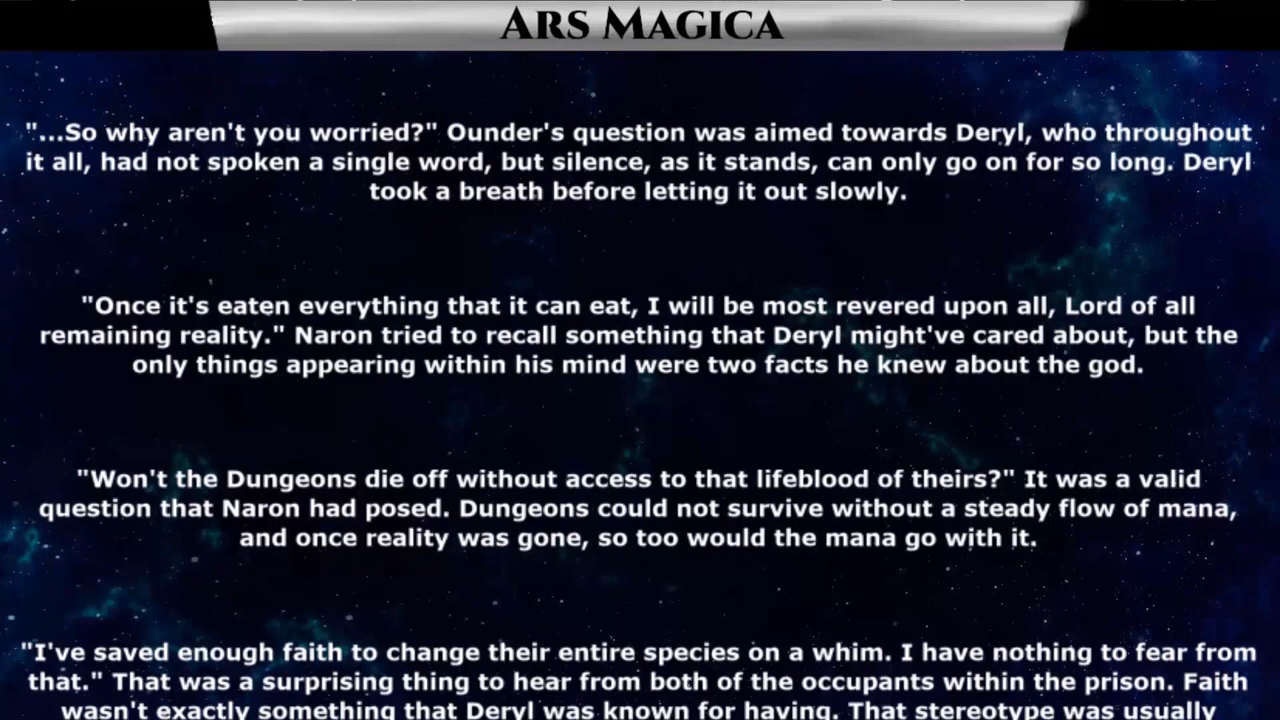 ARS MAGICA
"...So why aren't you worried?" Ounder's question was aimed towards Deryl, who throughout
it all, had not spoken a single word, but silence, as it stands, can only go on for so long. Deryl
took a breath before letting it out slowly.
"Once it's eaten everything that it can eat, I will be most revered upon all, Lord of all
remaining reality." Naron tried to recall something that Deryl might've cared about, but the
only things appearing within his mind were two facts he knew about the god.
"Won't the Dungeons die off without access to that lifeblood of theirs?" It was a valid
question that Naron had posed. Dungeons could not survive without a steady flow of mana,
and once reality was gone, so too would the mana go with it.
"I've saved enough faith to change their entire species on a whim. I have nothing to fear from
that." That was a surprising thing to hear from both of the occupants within the prison. Faith
wasn't exactly something that Deryl was known for having. That stereotype was usually